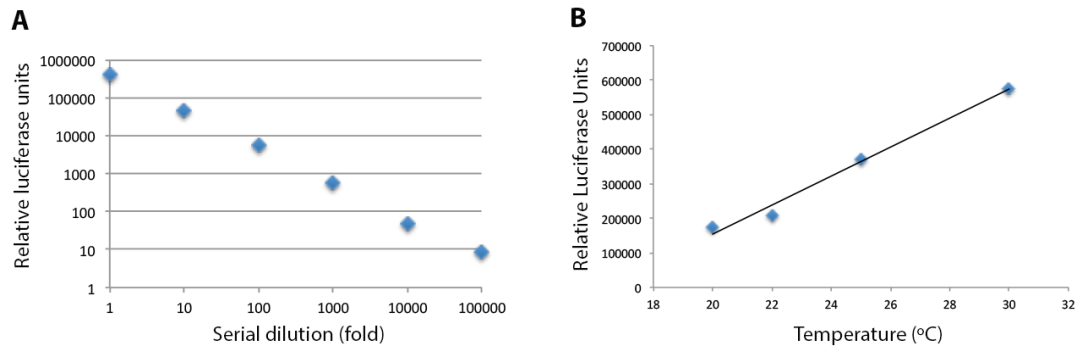 A
Relative luciferase units
1000000
100000
10000
1000
100
10
1
1 10 100 1000 10000 100000
Serial dilution (fold)
B
Relative Luciferase Units
700000
600000
500000
400000
300000
200000
100000
0
18 20 22 24 26 28 30 32
Temperature (ºC)